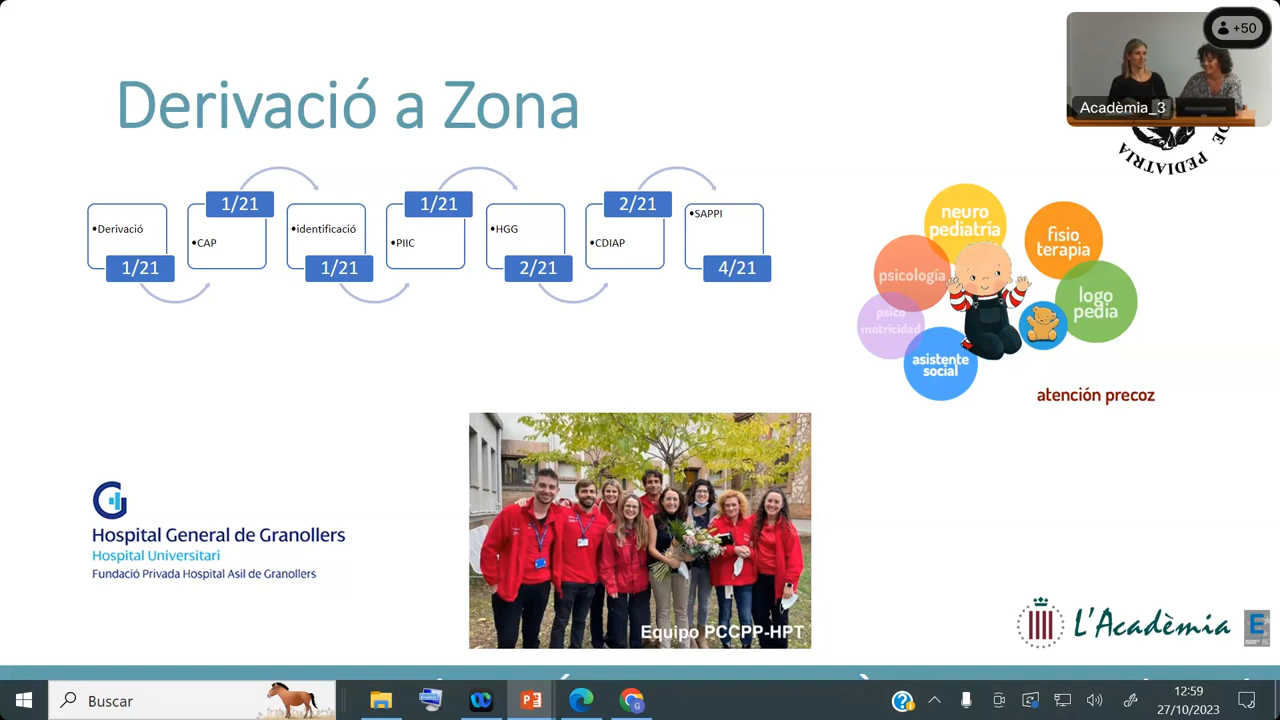 Derivació a Zona
+50
Acadèmia_3
DE PEDIATRIA
•Derivació
1/21
•CAP
1/21
•identificació
1/21
•PIIC
1/21
•HGG
2/21
•CDIAP
2/21
•SAPPI
4/21
neuro
pediatría
fisio
terapia
psicología
logo
pedia
psico
motricidad
asistente
social
atención precoz
Hospital General de Granollers
Hospital Universitari
Fundació Privada Hospital Asil de Granollers
Equipo PCCPP-HPT
L'Acadèmia
E
Buscar
12:59
27/10/2023